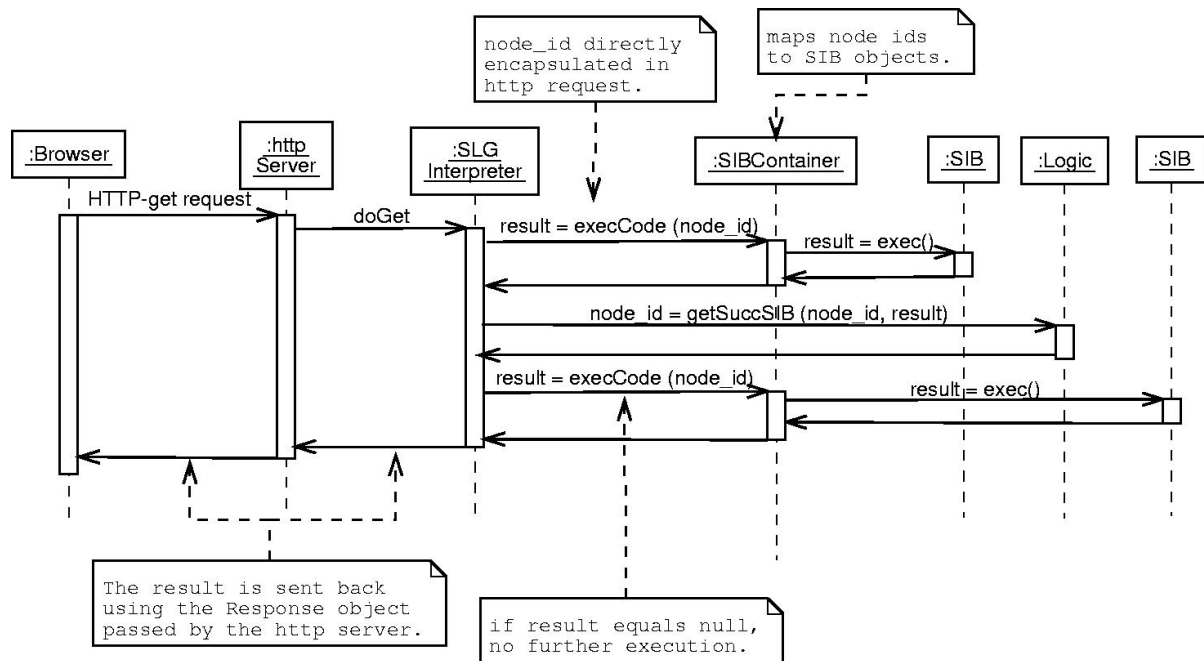 node_id directly
encapsulated in
http request.
maps node ids
to SIB objects.
:Browser
:http
Server
:SLG
Interpreter
:SIBContainer
:SIB
:Logic
:SIB
HTTP-get request
doGet
result = execCode (node_id)
result = exec()
node_id = getSuccSIB (node_id, result)
result = execCode (node_id)
result = exec()
The result is sent back
using the Response object
passed by the http server.
if result equals null,
no further execution.